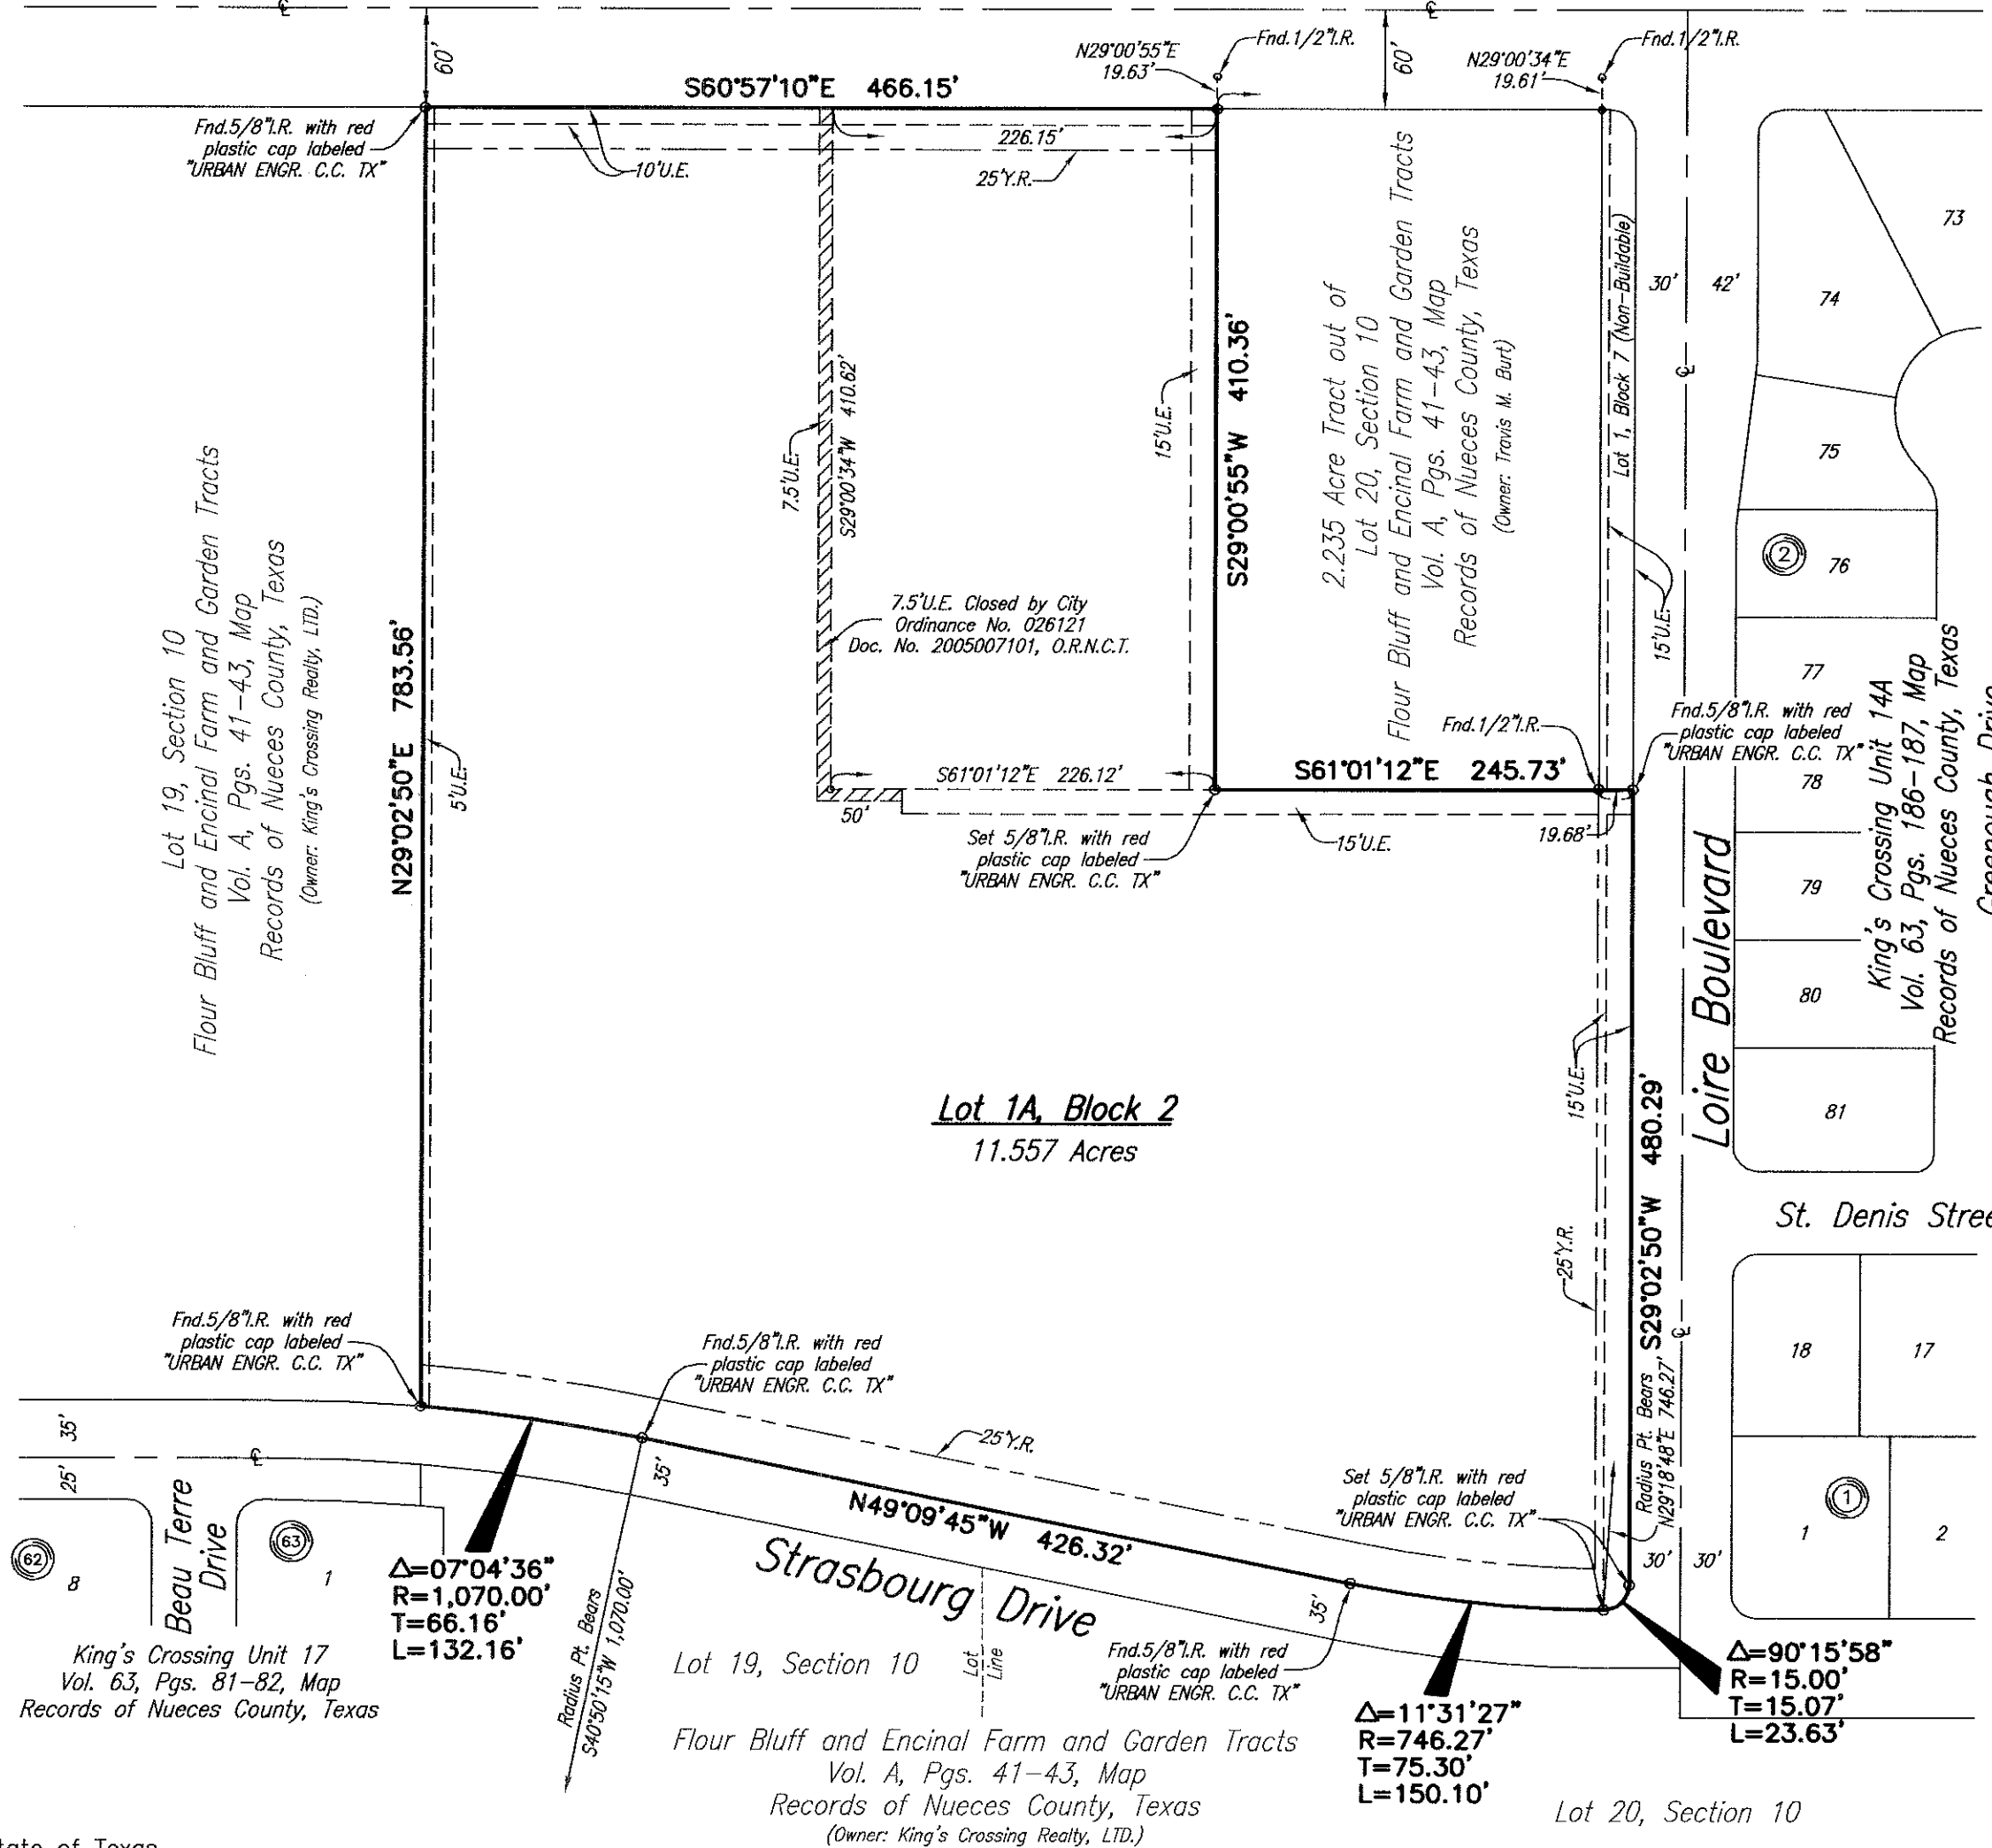 ℄
℄
60'
S60°57'10"E 466.15'
N29°00'55"E
19.63'
Fnd.1/2"I.R.
60'
N29°00'34"E
19.61'
Fnd.1/2"I.R.
Fnd.5/8"I.R. with red
plastic cap labeled
"URBAN ENGR. C.C. TX"
10'U.E.
226.15'
25'Y.R.
7.5'U.E.
S29°00'34"W 410.62'
15'U.E.
S29°00'55"W 410.36'
2.235 Acre Tract out of
Lot 20, Section 10
Flour Bluff and Encinal Farm and Garden Tracts
Vol. A, Pgs. 41-43, Map
Records of Nueces County, Texas
(Owner: Travis M. Burt)
Lot 1, Block 7 (Non-Buildable)
30'
42'
℄
15'U.E.
73
74
75
2
76
77
78
79
80
81
King's Crossing Unit 14A
Vol. 63, Pgs. 186-187, Map
Records of Nueces County, Texas
Greenough Drive
Lot 19, Section 10
Flour Bluff and Encinal Farm and Garden Tracts
Vol. A, Pgs. 41-43, Map
Records of Nueces County, Texas
(Owner: King's Crossing Realty, LTD.)
N29°02'50"E 783.56'
5'U.E.
7.5'U.E. Closed by City
Ordinance No. 026121
Doc. No. 2005007101, O.R.N.C.T.
S61°01'12"E 226.12'
50'
Fnd.1/2"I.R.
S61°01'12"E 245.73'
Fnd.5/8"I.R. with red
plastic cap labeled
"URBAN ENGR. C.C. TX"
Set 5/8"I.R. with red
plastic cap labeled
"URBAN ENGR. C.C. TX"
15'U.E.
19.68'
Loire Boulevard
Lot 1A, Block 2
11.557 Acres
15'U.E.
S29°02'50"W 480.29'
25'Y.R.
℄
Radius Pt. Bears
N29°18'48"E 746.27'
St. Denis Stree
18
17
1
1
2
Fnd.5/8"I.R. with red
plastic cap labeled
"URBAN ENGR. C.C. TX"
Fnd.5/8"I.R. with red
plastic cap labeled
"URBAN ENGR. C.C. TX"
25'Y.R.
35'
25'
℄
35'
N49°09'45"W 426.32'
Set 5/8"I.R. with red
plastic cap labeled
"URBAN ENGR. C.C. TX"
30'
30'
35'
Strasbourg Drive
Beau Terre
Drive
62
8
63
1
Δ=07°04'36"
R=1,070.00'
T=66.16'
L=132.16'
Radius Pt. Bears
S40°50'15"W 1,070.00'
King's Crossing Unit 17
Vol. 63, Pgs. 81-82, Map
Records of Nueces County, Texas
Lot 19, Section 10
Lot
Line
Fnd.5/8"I.R. with red
plastic cap labeled
"URBAN ENGR. C.C. TX"
Δ=11°31'27"
R=746.27'
T=75.30'
L=150.10'
Δ=90°15'58"
R=15.00'
T=15.07'
L=23.63'
Flour Bluff and Encinal Farm and Garden Tracts
Vol. A, Pgs. 41-43, Map
Records of Nueces County, Texas
(Owner: King's Crossing Realty, LTD.)
Lot 20, Section 10
tate of Texas